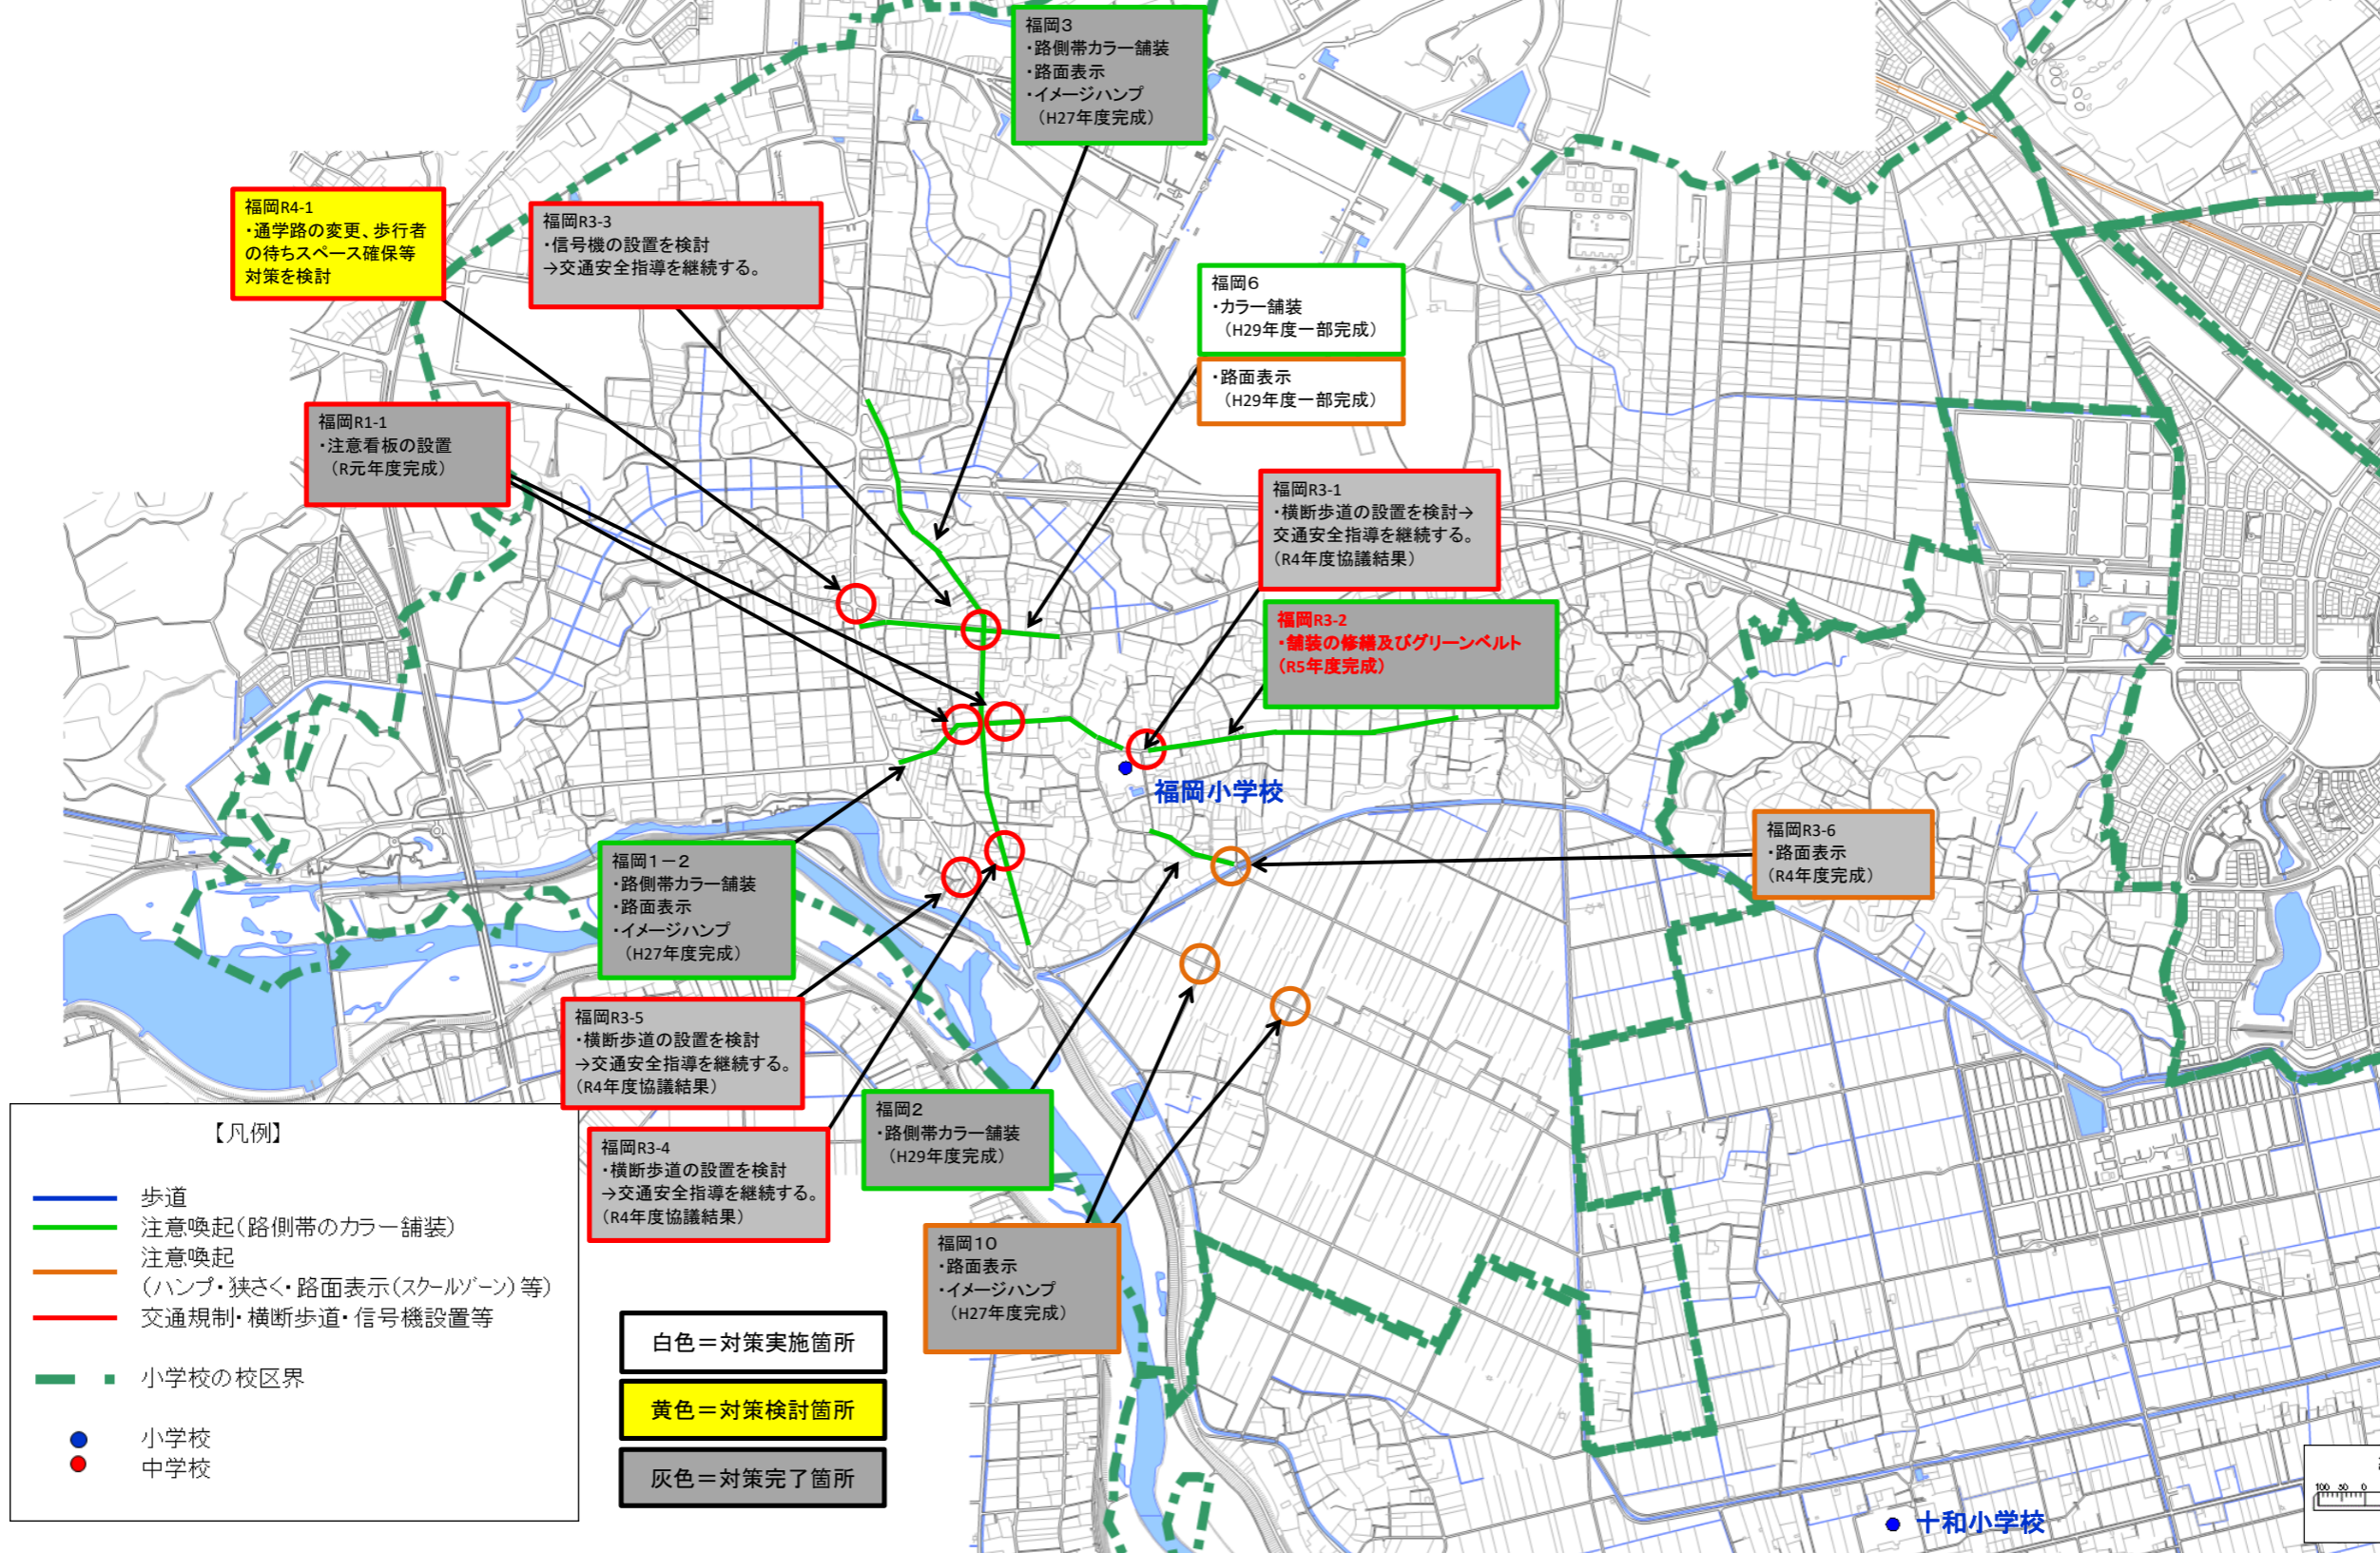 福岡3
・路側帯カラー舗装
・路面表示
・イメージハンプ
（H27年度完成）
福岡R4-1
・通学路の変更、歩行者
の待ちスペース確保等
対策を検討
福岡R3-3
・信号機の設置を検討
→交通安全指導を継続する。
福岡6
・カラー舗装
（H29年度一部完成）
・路面表示
（H29年度一部完成）
福岡R1-1
・注意看板の設置
（R元年度完成）
福岡R3-1
・横断歩道の設置を検討→
交通安全指導を継続する。
（R4年度協議結果）
福岡R3-2
・舗装の修繕及びグリーンベルト
（R5年度完成）
福岡小学校
福岡R3-6
・路面表示
（R4年度完成）
福岡1－2
・路側帯カラー舗装
・路面表示
・イメージハンプ
（H27年度完成）
福岡R3-5
・横断歩道の設置を検討
→交通安全指導を継続する。
（R4年度協議結果）
福岡2
・路側帯カラー舗装
（H29年度完成）
福岡R3-4
・横断歩道の設置を検討
→交通安全指導を継続する。
（R4年度協議結果）
福岡10
・路面表示
・イメージハンプ
（H27年度完成）
【凡例】
歩道
注意喚起（路側帯のカラー舗装）
注意喚起
（ハンプ・狭さく・路面表示（スクールゾーン）等）
交通規制・横断歩道・信号機設置等
小学校の校区界
小学校
中学校
白色＝対策実施箇所
黄色＝対策検討箇所
灰色＝対策完了箇所
十和小学校
100 50 0